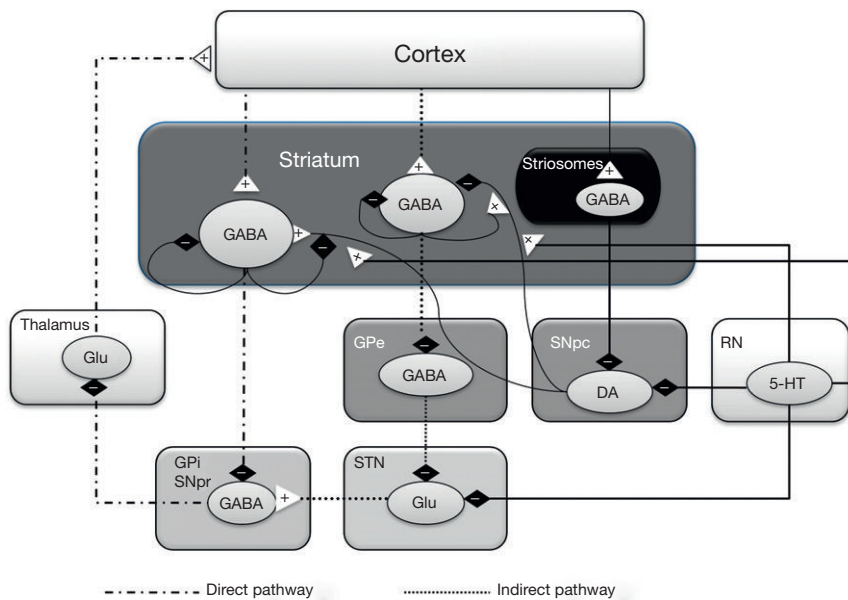 Cortex
Striatum
Striosomes
GABA
GABA
GABA
Thalamus
Glu
GPe
GABA
SNpc
DA
RN
5-HT
GPi
SNpr
GABA
STN
Glu
+
+
+
+
+
+
+
+
+
−
−
−
−
−
−
−
−
−
−
−
−
Direct pathway
Indirect pathway